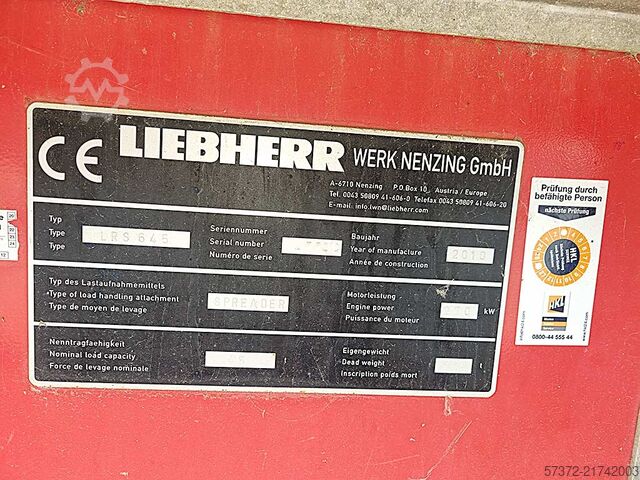 CE LIEBHERR WERK NENZING GmbH
A-6710 Nenzing P.O.Box 10, Austria / Europe
Tel. 0043 50809 41-606-0 Telefax 0043 50809 41-606-20
E-mail: info.lwn@liebherr.com
Typ
Type LRS 645
Type
Seriennummer
Serial number
Numéro de serie
Baujahr
Year of manufacture 2010
Année de construction
Typ des Lastaufnahmemittels
Type of load handling attachment SPREADER
Type de moyen de levage
Motorleistung
Engine power kW
Puissance du moteur
Nenntragfaehigkeit
Nominal load capacity
Force de levage nominale
Eigengewicht
Dead weight
Inscription poids mort
Prüfung durch
befähigte Person
nächste Prüfung
HKL
HKL
0800-44 555 44
57372-21742003